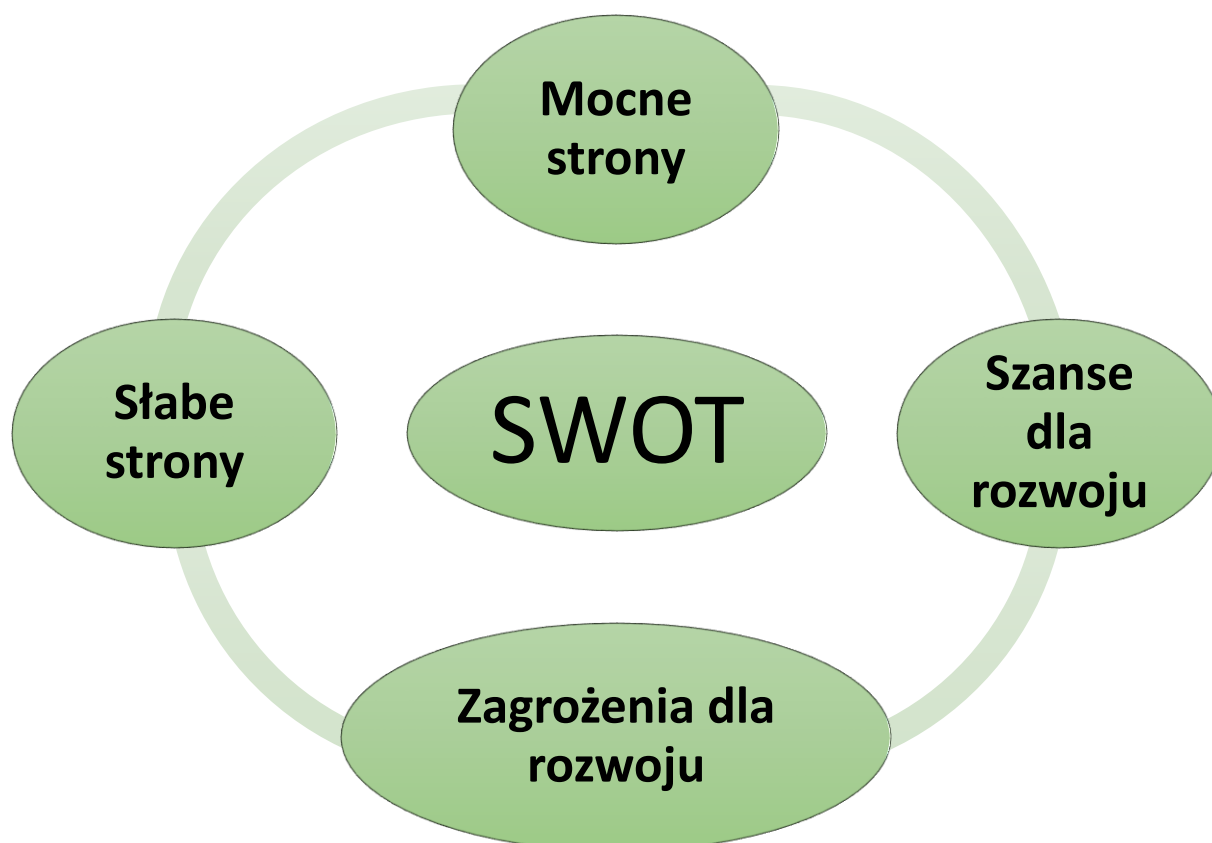 Mocne
strony
Słabe
strony
SWOT
Szanse
dla
rozwoju
Zagrożenia dla
rozwoju